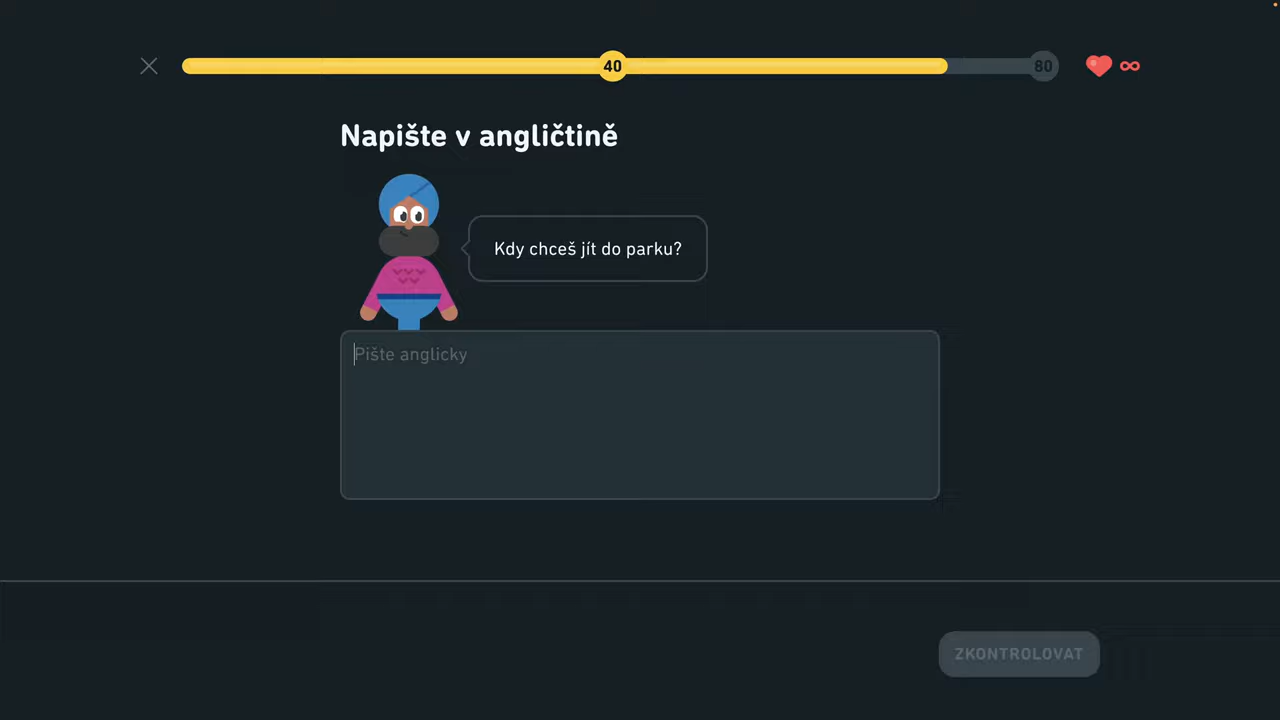 40
80
∞
Napište v angličtině
Kdy chceš jít do parku?
Pište anglicky
ZKONTROLOVAT